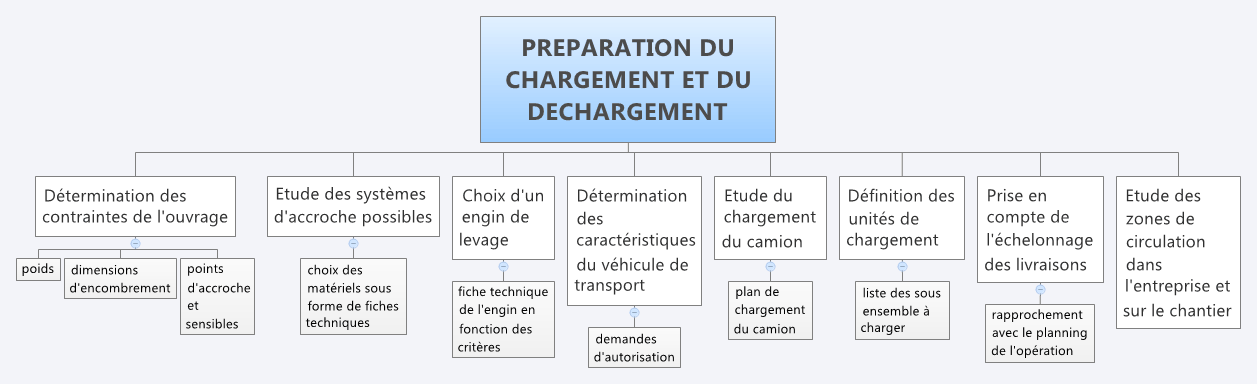 PREPARATION DU
CHARGEMENT ET DU
DECHARGEMENT
Détermination des
contraintes de l'ouvrage
poids
dimensions
d'encombrement
points
d'accroche
et
sensibles
Etude des systèmes
d'accroche possibles
choix des
matériels sous
forme de fiches
techniques
Choix d'un
engin de
levage
fiche technique
de l'engin en
fonction des
critères
Détermination
des
caractéristiques
du véhicule de
transport
demandes
d'autorisation
Etude du
chargement
du camion
plan de
chargement
du camion
Définition des
unités de
chargement
liste des sous
ensemble à
charger
Prise en
compte de
l'échelonnage
des livraisons
rapprochement
avec le planning
de l'opération
Etude des
zones de
circulation
dans
l'entreprise et
sur le chantier